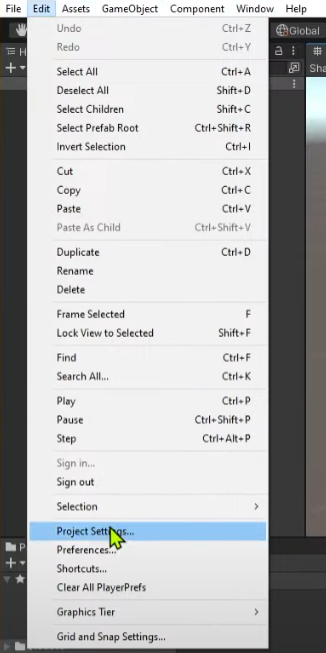 File Edit Assets GameObject Component Window Help
Undo Ctrl+Z
Redo Ctrl+Y
Global
Select All Ctrl+A
Deselect All Shift+D
Select Children Shift+C
Select Prefab Root Ctrl+Shift+R
Invert Selection Ctrl+I
Cut Ctrl+X
Copy Ctrl+C
Paste Ctrl+V
Paste As Child Ctrl+Shift+V
Duplicate Ctrl+D
Rename
Delete
Frame Selected F
Lock View to Selected Shift+F
Find Ctrl+F
Search All... Ctrl+K
Play Ctrl+P
Pause Ctrl+Shift+P
Step Ctrl+Alt+P
Sign in...
Sign out
Selection
Project Settings...
Preferences...
Shortcuts...
Clear All PlayerPrefs
Graphics Tier
Grid and Snap Settings...